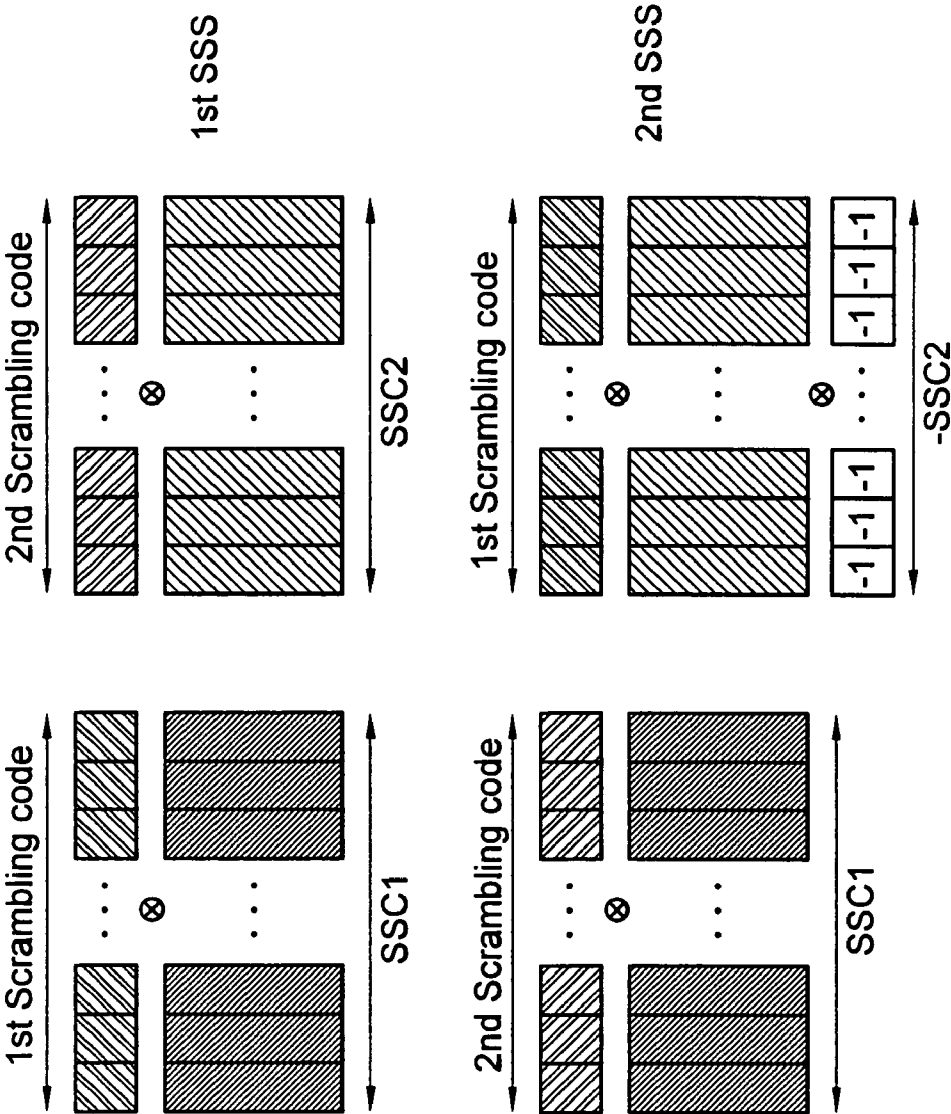 1st Scrambling code
2nd Scrambling code
1st SSS
SSC1
SSC2
2nd Scrambling code
1st Scrambling code
2nd SSS
-1 -1 -1 -1 -1 -1
SSC1
-SSC2